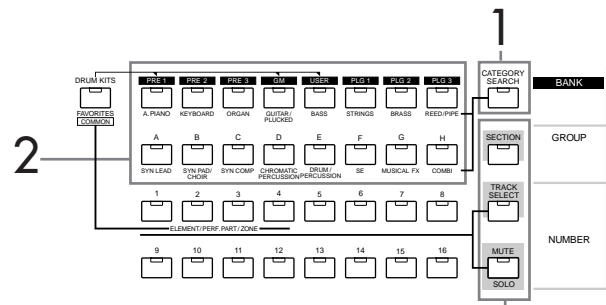 1
DRUM KITS
PRE 1 PRE 2 PRE 3 GM USER PLG 1 PLG 2 PLG 3
CATEGORY
SEARCH
BANK
FAVORITES
COMMON
A. PIANO KEYBOARD ORGAN GUITAR/
PLUCKED BASS STRINGS BRASS REED/PIPE
2
A B C D E F G H
SECTION
GROUP
SYN LEAD SYN PAD/
CHOIR SYN COMP CHROMATIC
PERCUSSION DRUM/
PERCUSSION SE MUSICAL FX COMBI
1 2 3 4 5 6 7 8
TRACK
SELECT
ELEMENT/PERF. PART/ZONE
NUMBER
9 10 11 12 13 14 15 16
MUTE
SOLO